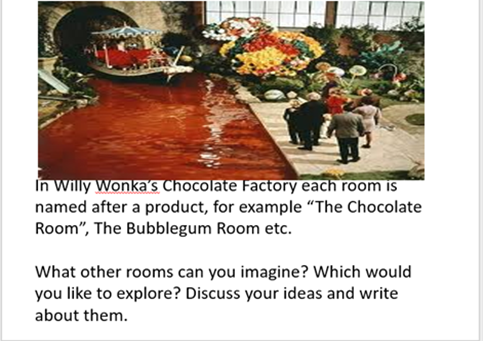 In Willy Wonka's Chocolate Factory each room is
named after a product, for example "The Chocolate
Room", The Bubblegum Room etc.
What other rooms can you imagine? Which would
you like to explore? Discuss your ideas and write
about them.